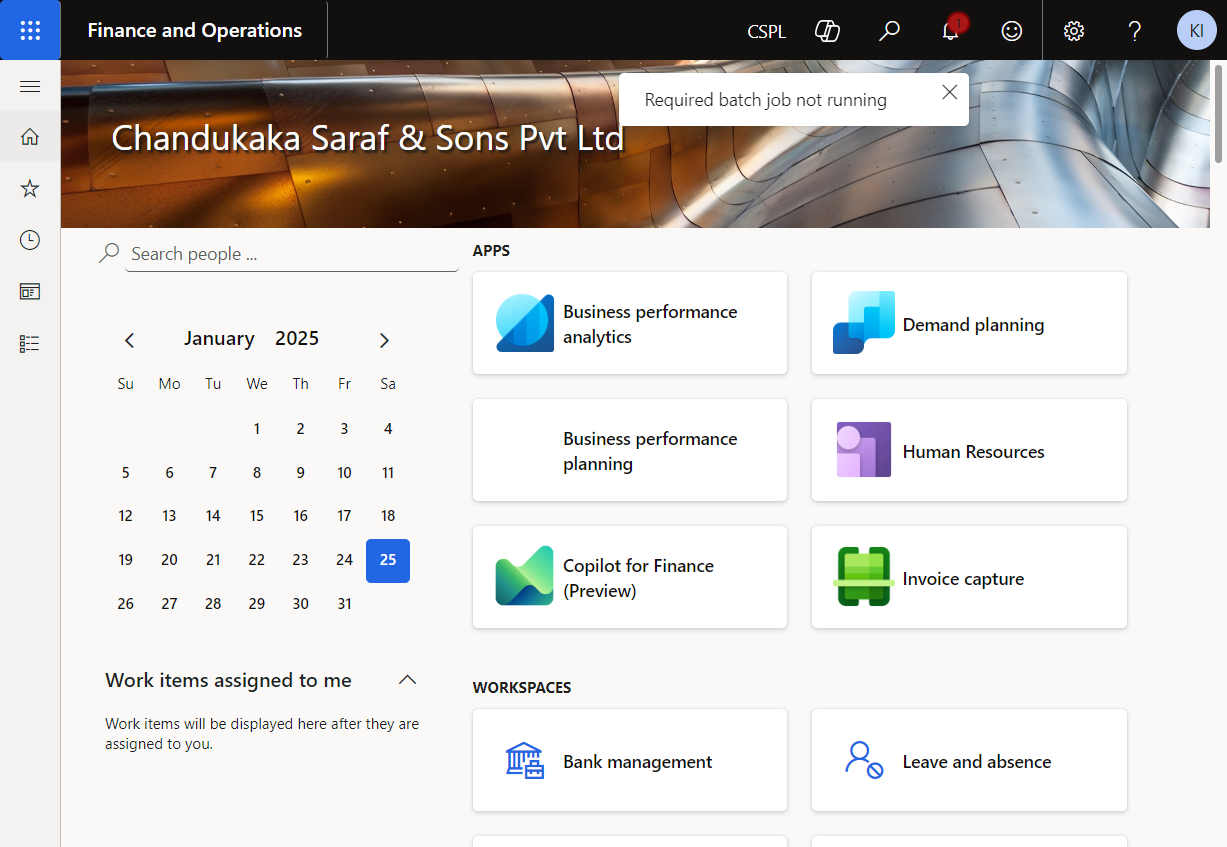 Finance and Operations
CSPL
1
KI
Required batch job not running
Chandukaka Saraf & Sons Pvt Ltd
Search people ...
January 2025
Su Mo Tu We Th Fr Sa
1 2 3 4
5 6 7 8 9 10 11
12 13 14 15 16 17 18
19 20 21 22 23 24 25
26 27 28 29 30 31
Work items assigned to me
Work items will be displayed here after they are
assigned to you.
APPS
Business performance
analytics
Demand planning
Business performance
planning
Human Resources
Copilot for Finance
(Preview)
Invoice capture
WORKSPACES
Bank management
Leave and absence